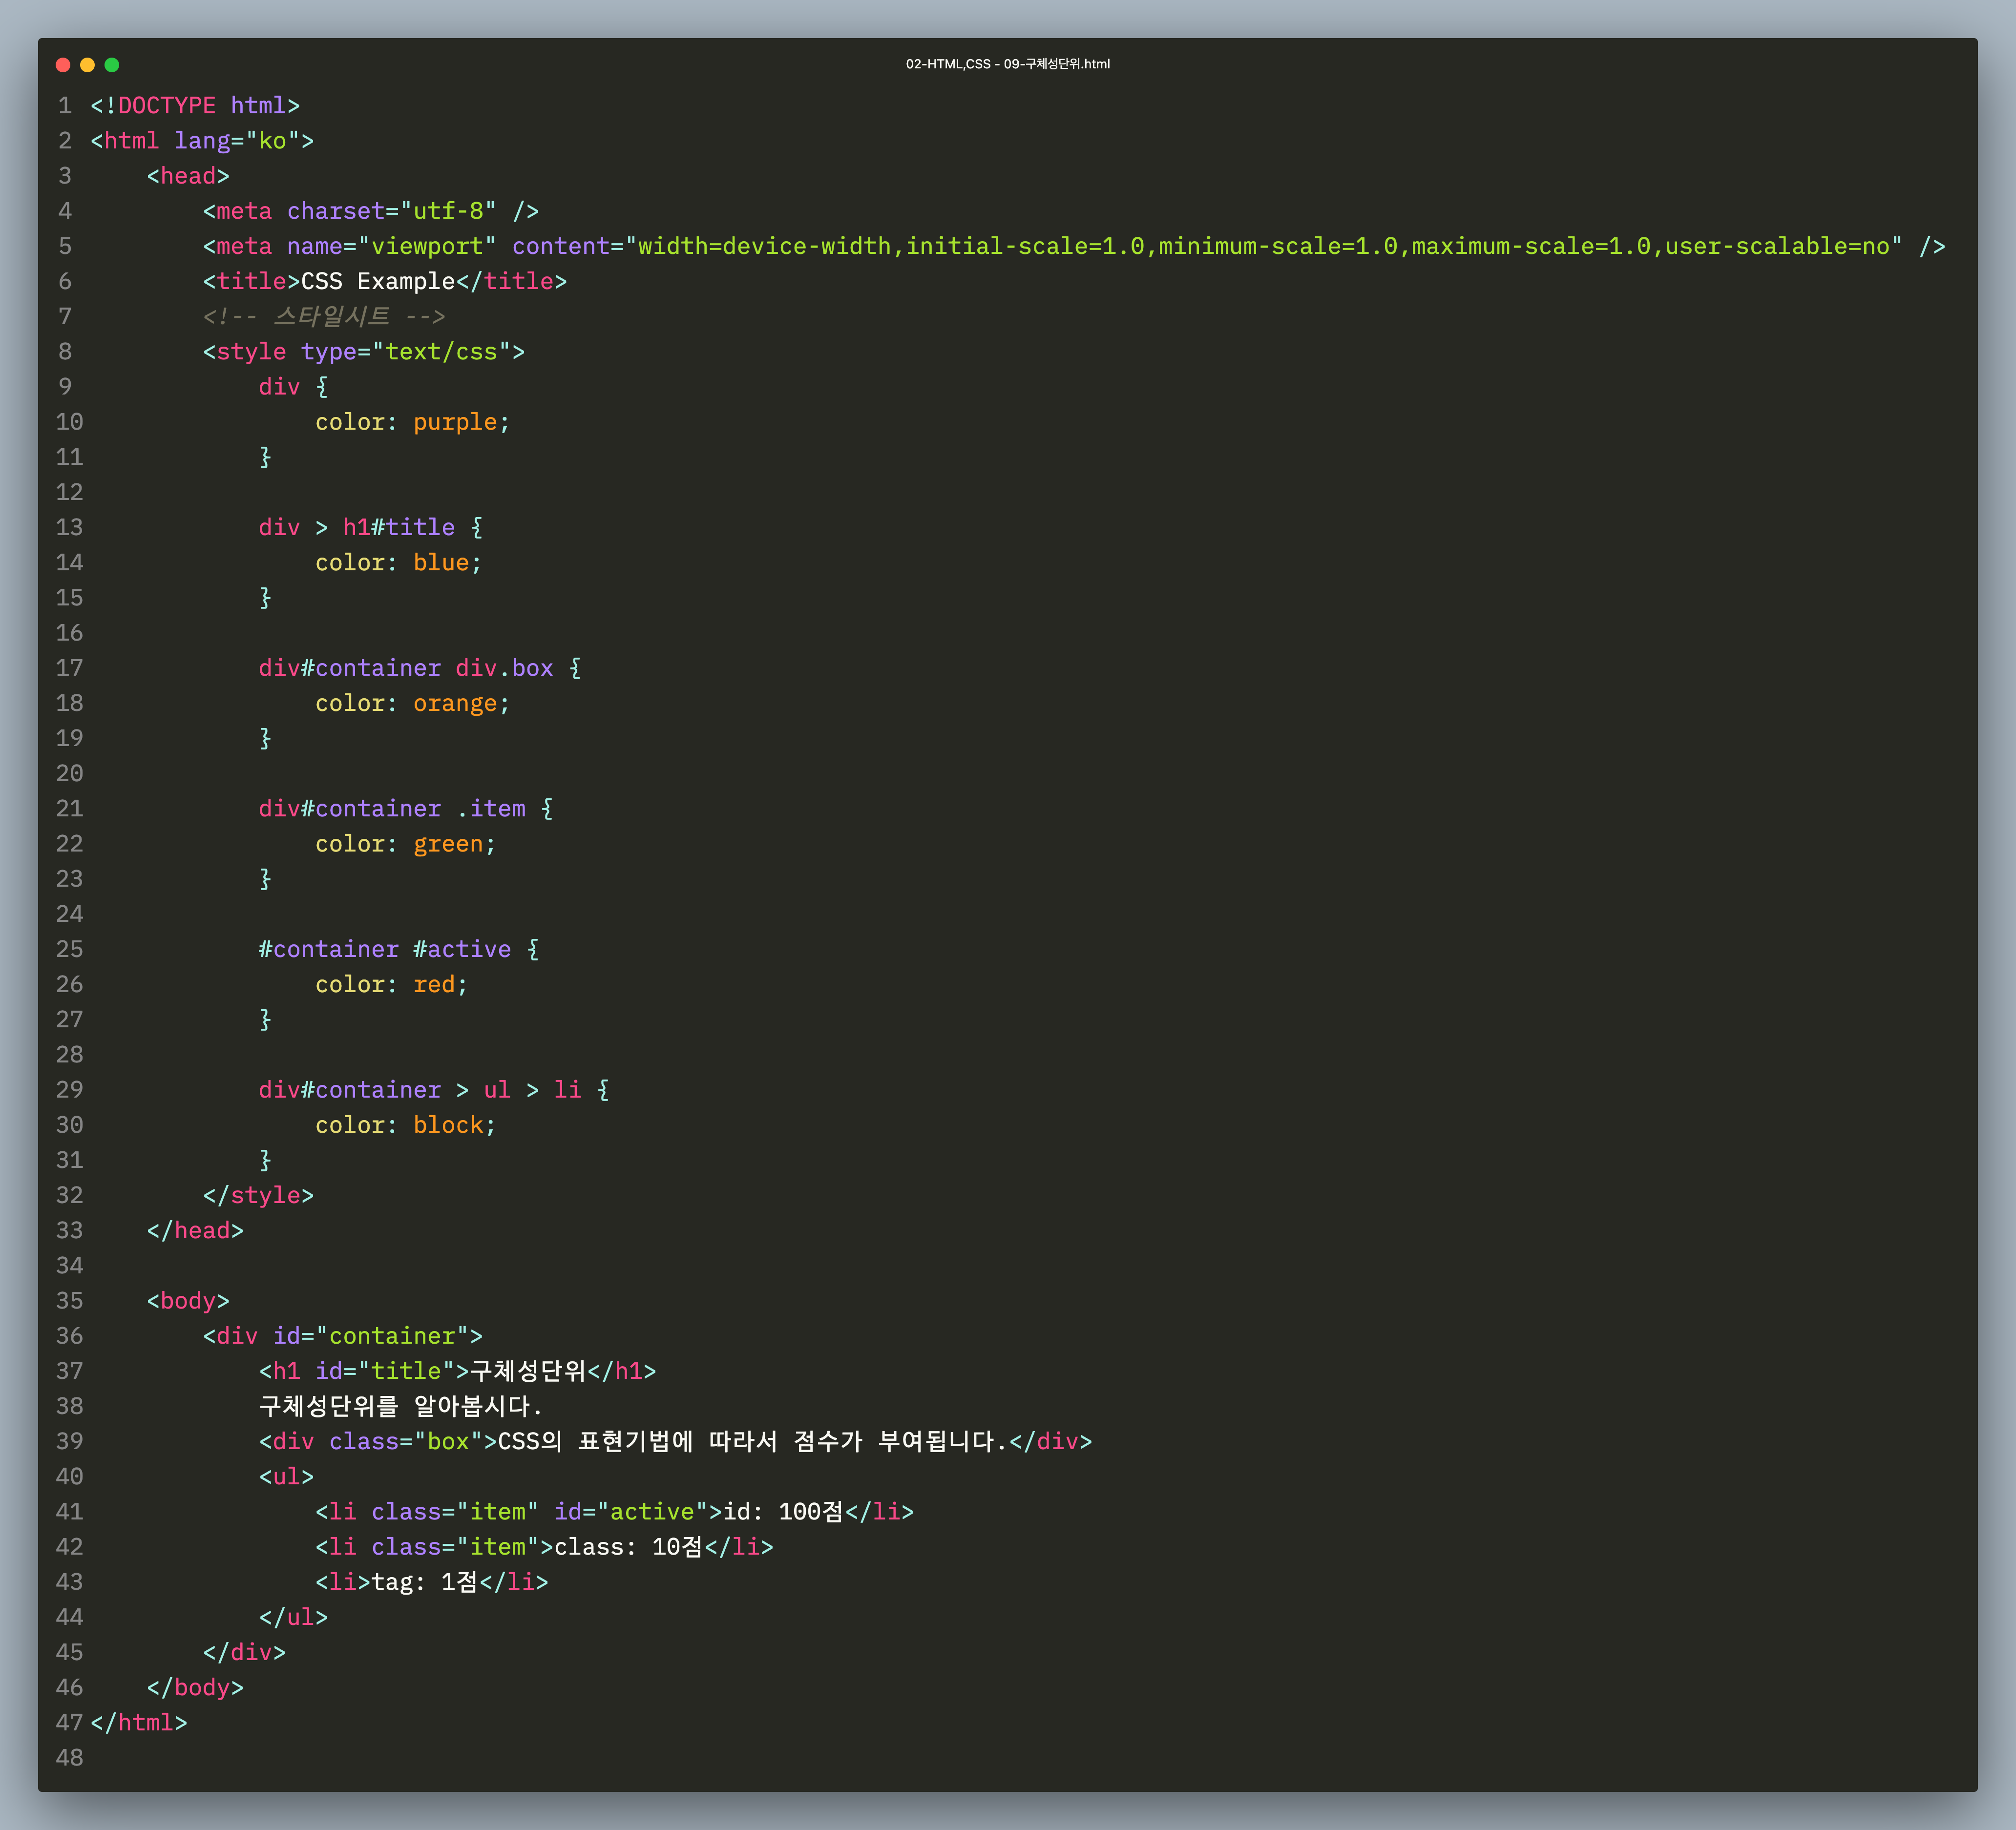 02-HTML,CSS - 09-구체성단위.html
1 <!DOCTYPE html>
2 <html lang="ko">
3     <head>
4         <meta charset="utf-8" />
5         <meta name="viewport" content="width=device-width,initial-scale=1.0,minimum-scale=1.0,maximum-scale=1.0,user-scalable=no" />
6         <title>CSS Example</title>
7         <!-- 스타일시트 -->
8         <style type="text/css">
9             div {
10                 color: purple;
11             }
12
13             div > h1#title {
14                 color: blue;
15             }
16
17             div#container div.box {
18                 color: orange;
19             }
20
21             div#container .item {
22                 color: green;
23             }
24
25             #container #active {
26                 color: red;
27             }
28
29             div#container > ul > li {
30                 color: block;
31             }
32         </style>
33     </head>
34
35     <body>
36         <div id="container">
37             <h1 id="title">구체성단위</h1>
38             구체성단위를 알아봅시다.
39             <div class="box">CSS의 표현기법에 따라서 점수가 부여됩니다.</div>
40             <ul>
41                 <li class="item" id="active">id: 100점</li>
42                 <li class="item">class: 10점</li>
43                 <li>tag: 1점</li>
44             </ul>
45         </div>
46     </body>
47 </html>
48